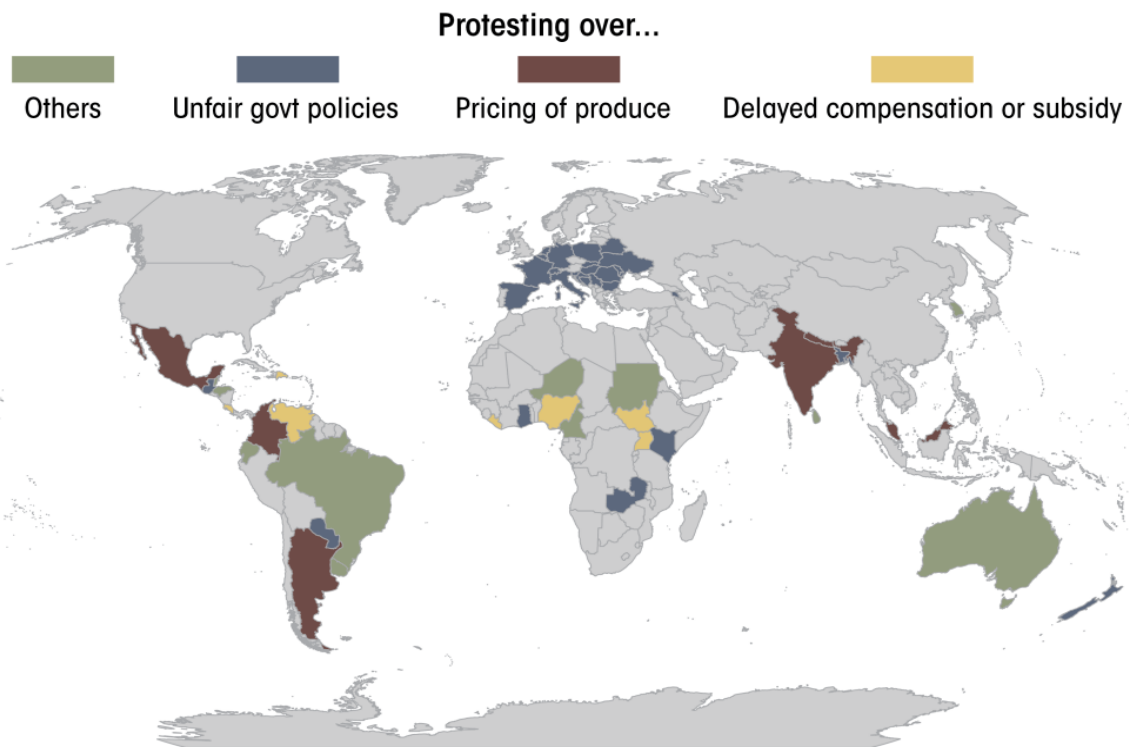 Protesting over...
Others
Unfair govt policies
Pricing of produce
Delayed compensation or subsidy